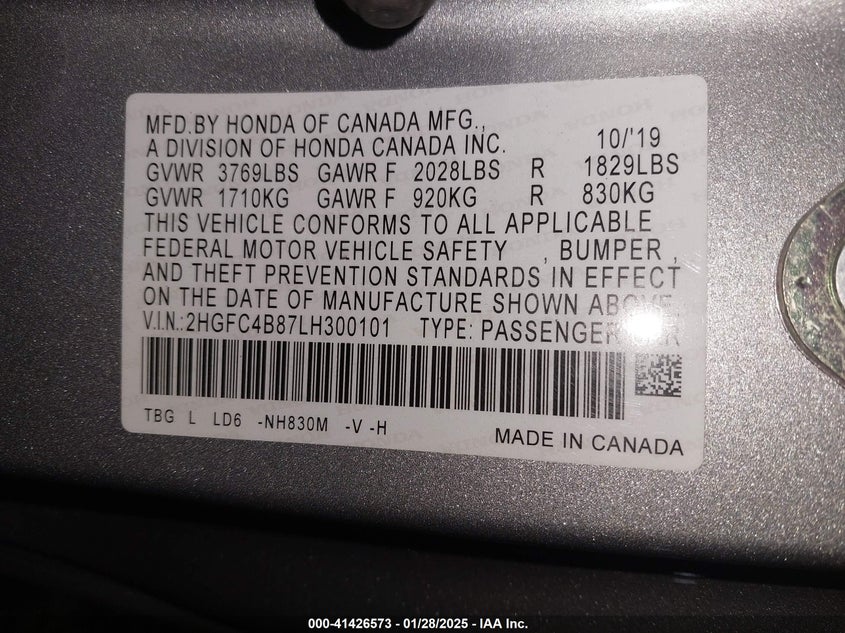 MFD.BY HONDA OF CANADA MFG.,
A DIVISION OF HONDA CANADA INC. 10/'19
GVWR 3769LBS GAWR F 2028LBS R 1829LBS
GVWR 1710KG GAWR F 920KG R 830KG
THIS VEHICLE CONFORMS TO ALL APPLICABLE
FEDERAL MOTOR VEHICLE SAFETY , BUMPER ,
AND THEFT PREVENTION STANDARDS IN EFFECT
ON THE DATE OF MANUFACTURE SHOWN ABOVE.
V.I.N.:2HGFC4B87LH300101 TYPE: PASSENGER
TBG L LD6 -NH830M -V -H
MADE IN CANADA
000-41426573 — 01/28/2025 - IAA Inc.